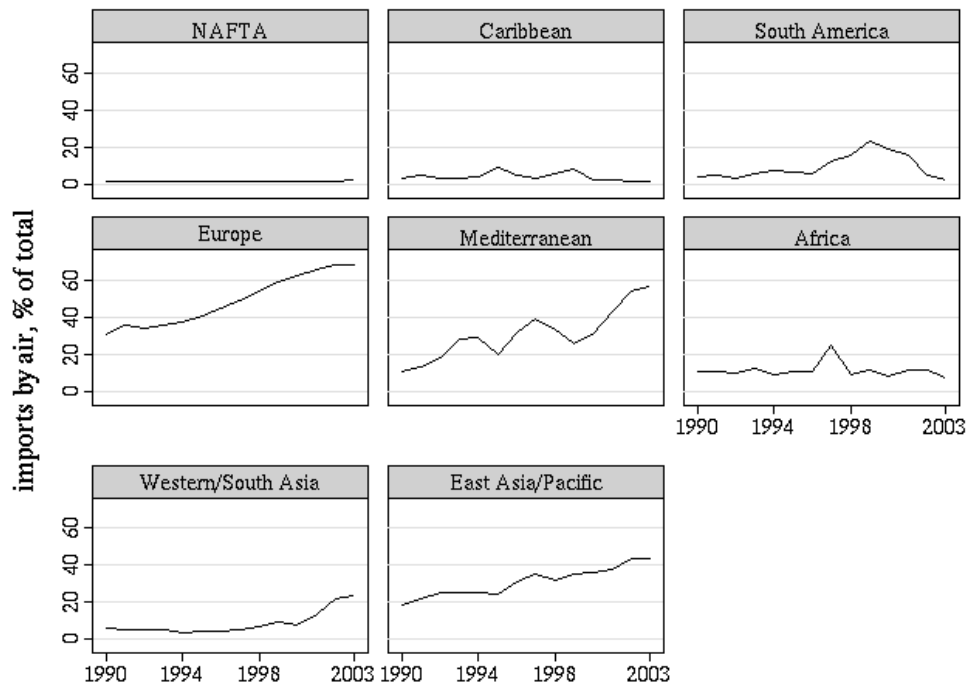 NAFTA
Caribbean
South America
60
40
20
0
Europe
Mediterranean
Africa
60
40
20
0
1990
1994
1998
2003
Western/South Asia
East Asia/Pacific
60
40
20
0
1990
1994
1998
2003
1990
1994
1998
2003
imports by air, % of total